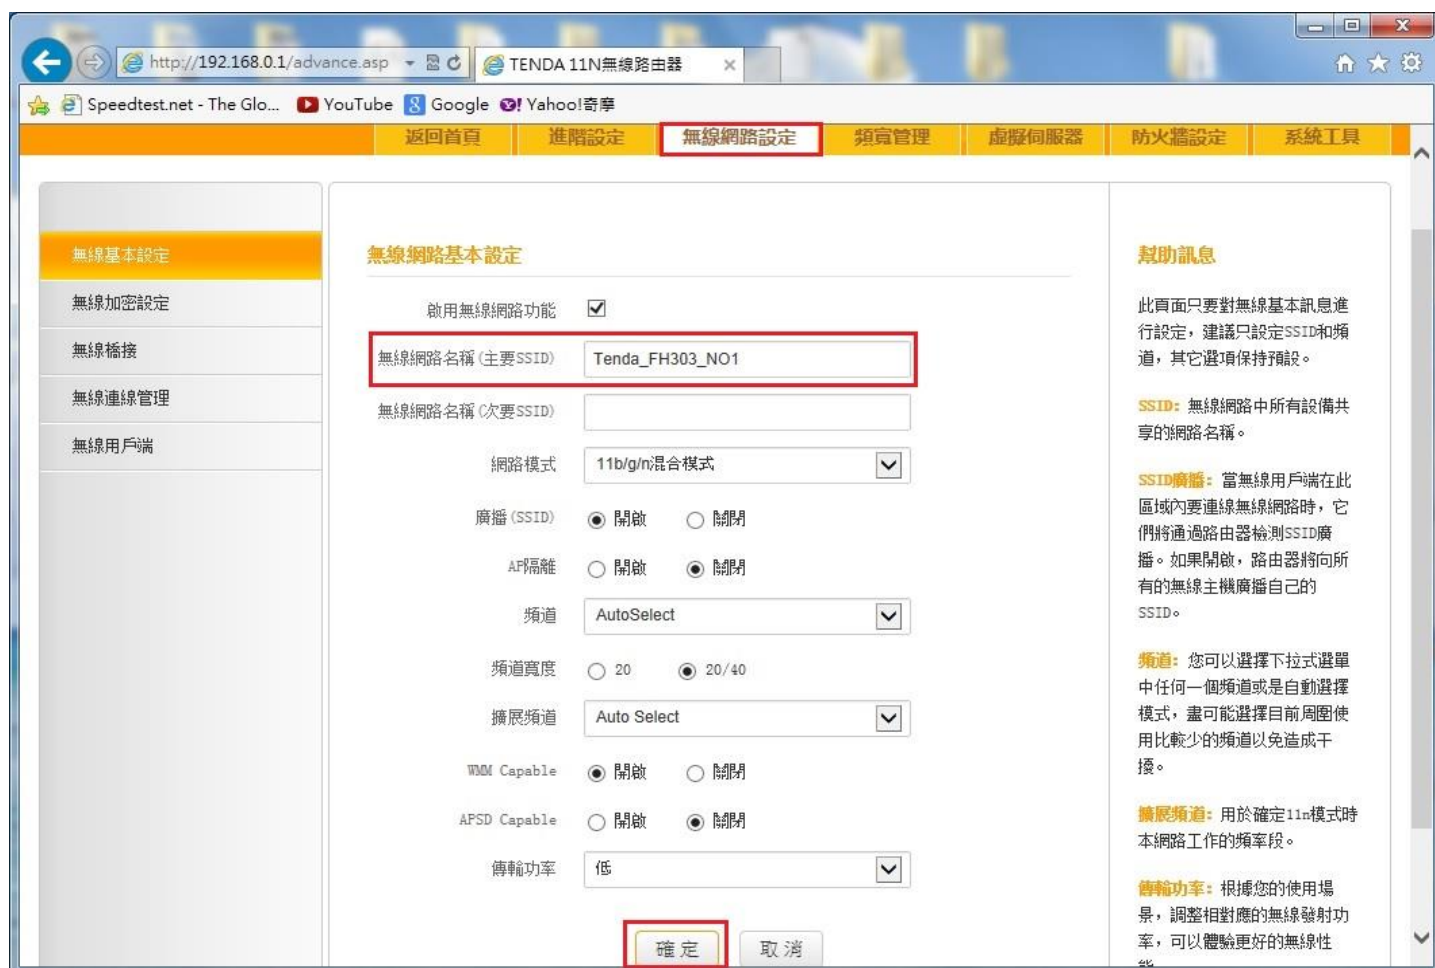 http://192.168.0.1/advance.asp
TENDA 11N無線路由器
Speedtest.net - The Glo...
YouTube
Google
Yahoo!奇摩
返回首頁
進階設定
無線網路設定
頻寬管理
虛擬伺服器
防火牆設定
系統工具
無線基本設定
無線加密設定
無線橋接
無線連線管理
無線用戶端
無線網路基本設定
啟用無線網路功能
無線網路名稱(主要SSID) Tenda_FH303_NO1
無線網路名稱(次要SSID)
網路模式 11b/g/n混合模式
廣播(SSID) 開啟 關閉
AP隔離 開啟 關閉
頻道 AutoSelect
頻道寬度 20 20/40
擴展頻道 Auto Select
WMM Capable 開啟 關閉
APSD Capable 開啟 關閉
傳輸功率 低
確定 取消
幫助訊息
此頁面只要對無線基本訊息進
行設定，建議只設定SSID和頻
道，其它選項保持預設。
SSID：無線網路中所有設備共
享的網路名稱。
SSID廣播：當無線用戶端在此
區域內要連線無線網路時，它
們將通過路由器檢測SSID廣
播。如果開啟，路由器將向所
有的無線主機廣播自己的
SSID。
頻道：您可以選擇下拉式選單
中任何一個頻道或是自動選擇
模式，盡可能選擇目前周圍使
用比較少的頻道以免造成干
擾。
擴展頻道：用於確定11n模式時
本網路工作的頻率段。
傳輸功率：根據您的使用場
景，調整相對應的無線發射功
率，可以體驗更好的無線性